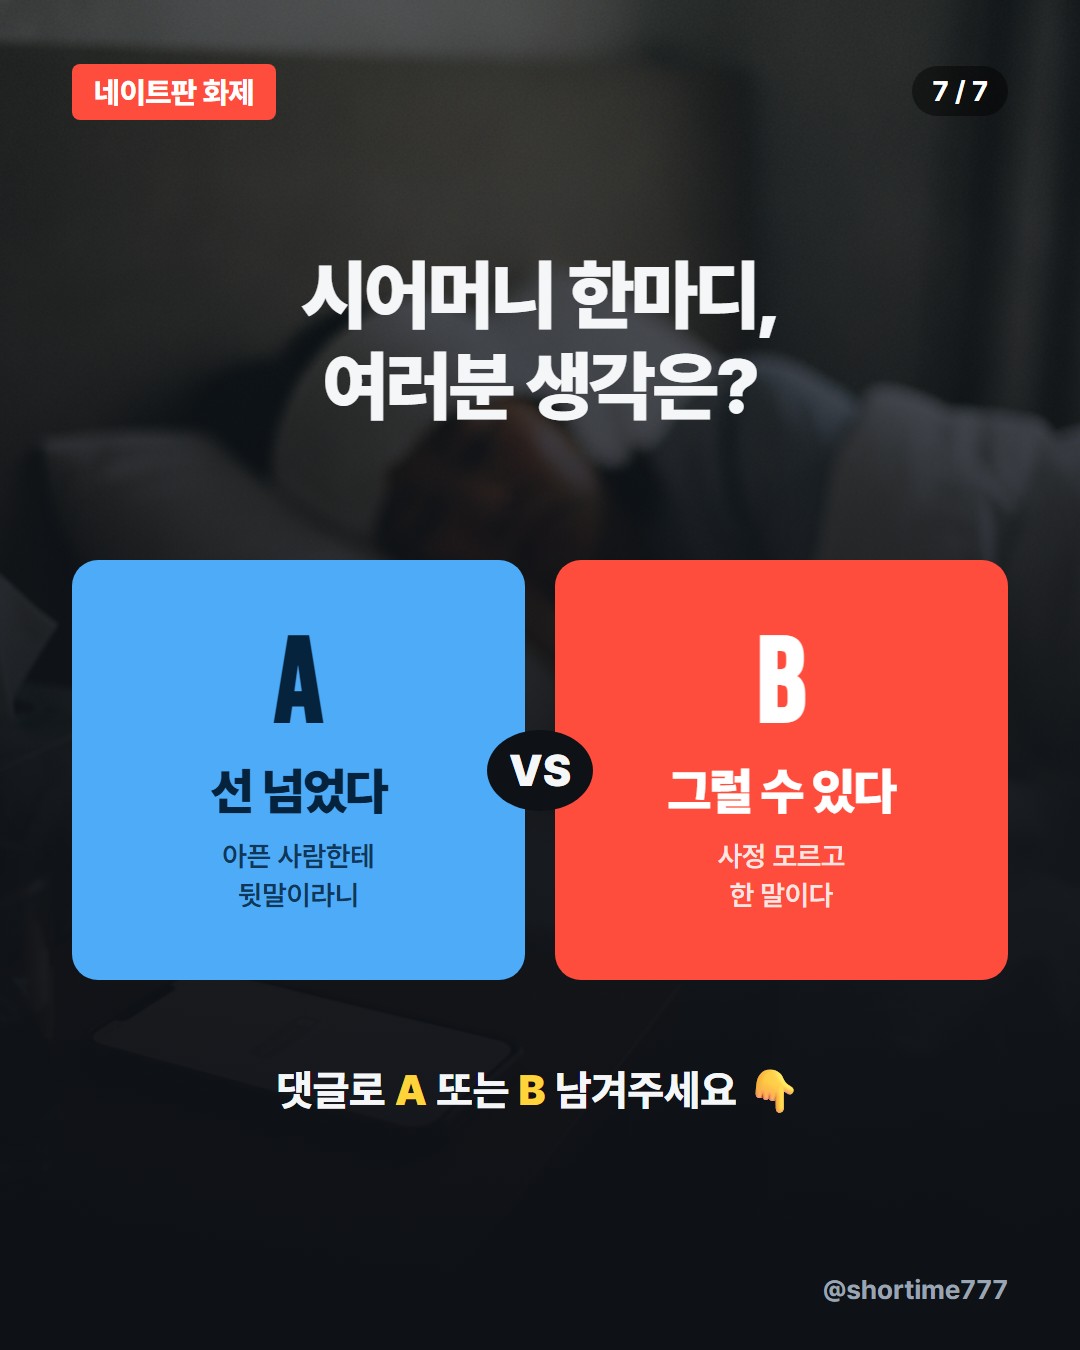 네이트판 화제
7 / 7
시어머니 한마디,
여러분 생각은?
A
선 넘었다
아픈 사람한테
뒷말이라니
VS
B
그럴 수 있다
사정 모르고
한 말이다
댓글로 A 또는 B 남겨주세요 👇
@shortime777